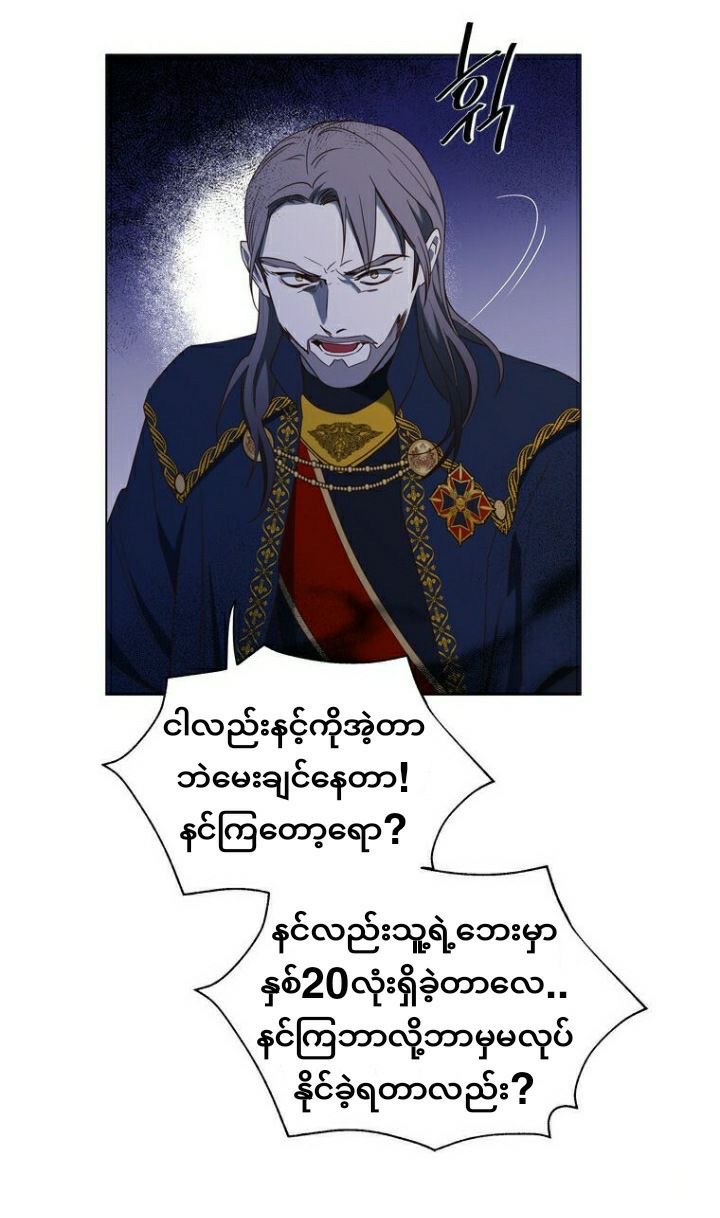 휙
ငါလည်းနင့်ကိုအဲ့တာ
ဘဲမေးချင်နေတာ!
နင်ကြတော့ရော?
နင်လည်းသူ့ရဲ့ဘေးမှာ
နှစ်20လုံးရှိခဲ့တာလေ..
နင်ကြဘာလို့ဘာမှမလုပ်
နိုင်ခဲ့ရတာလည်း?